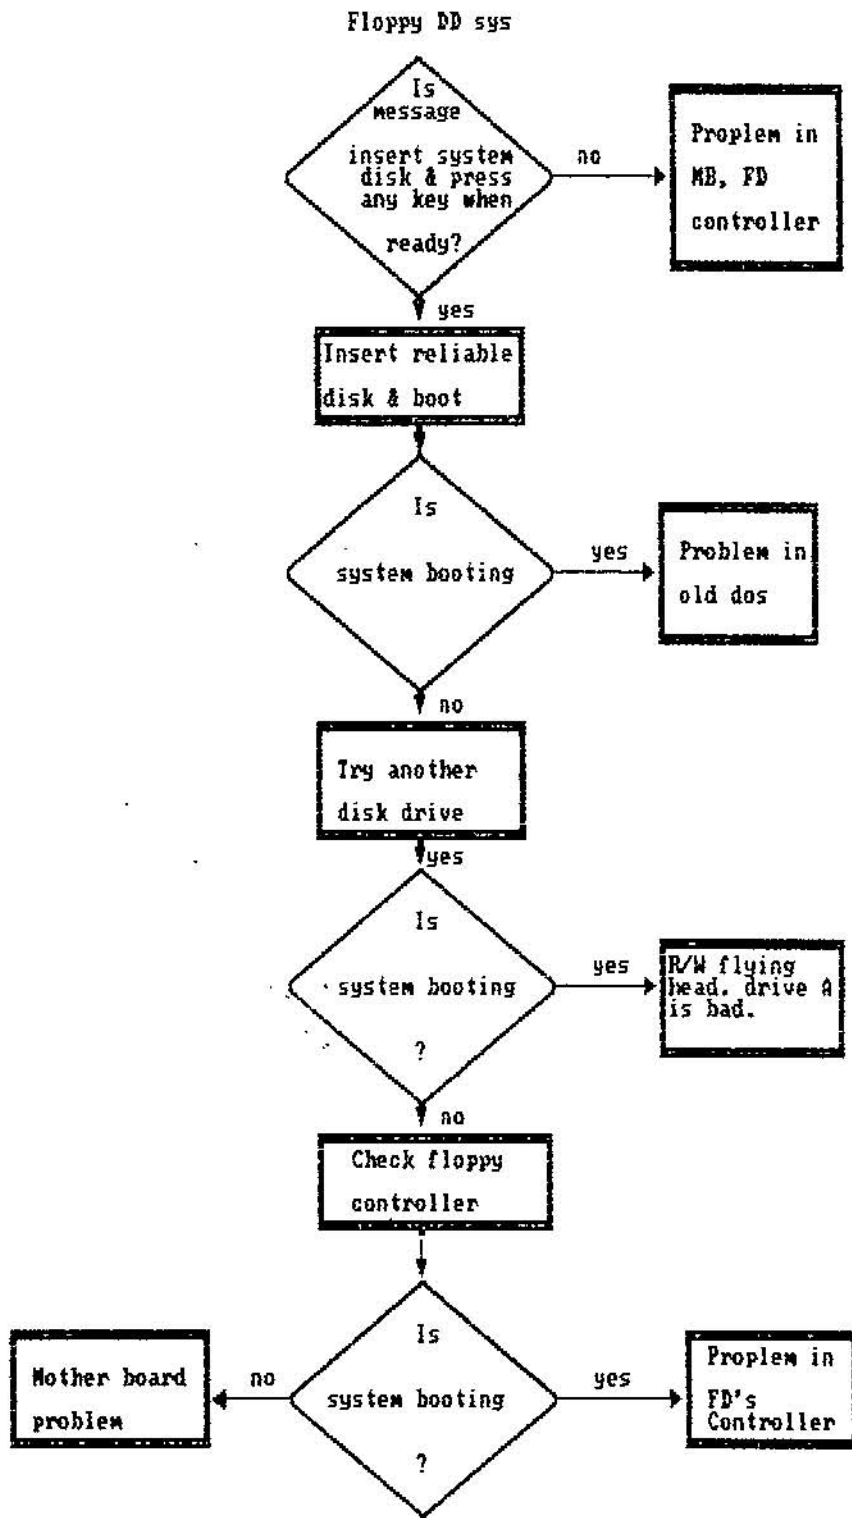 Floppy DD sys
Is
message
insert system
disk & press
any key when
ready?
no
Proplem in
MB, FD
controller
yes
Insert reliable
disk & boot
Is
system booting
yes
Problem in
old dos
no
Try another
disk drive
yes
Is
system booting
?
yes
R/W flying
head. drive A
is bad.
no
Check floppy
controller
Is
system booting
?
no
Mother board
problem
yes
Proplem in
FD's
Controller